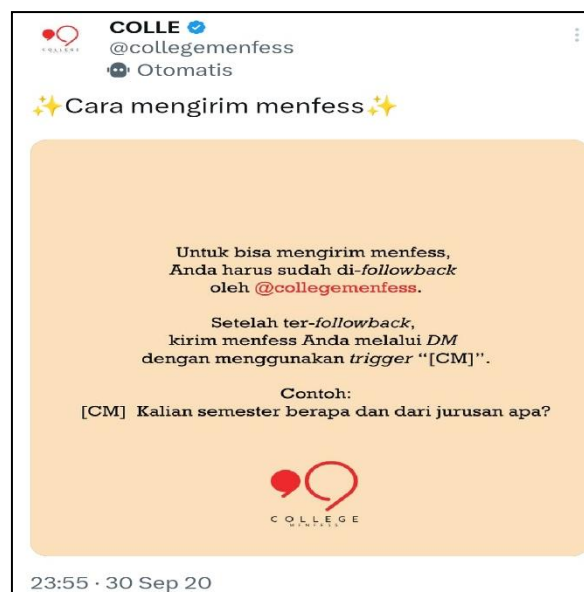 COLLE
@collegemenfess
Otomatis
✨Cara mengirim menfess✨
Untuk bisa mengirim menfess,
Anda harus sudah di-followback
oleh @collegemenfess.
Setelah ter-followback,
kirim menfess Anda melalui DM
dengan menggunakan trigger “[CM]”.
Contoh:
[CM] Kalian semester berapa dan dari jurusan apa?
COLLEGE
MENFESS
23:55 · 30 Sep 20